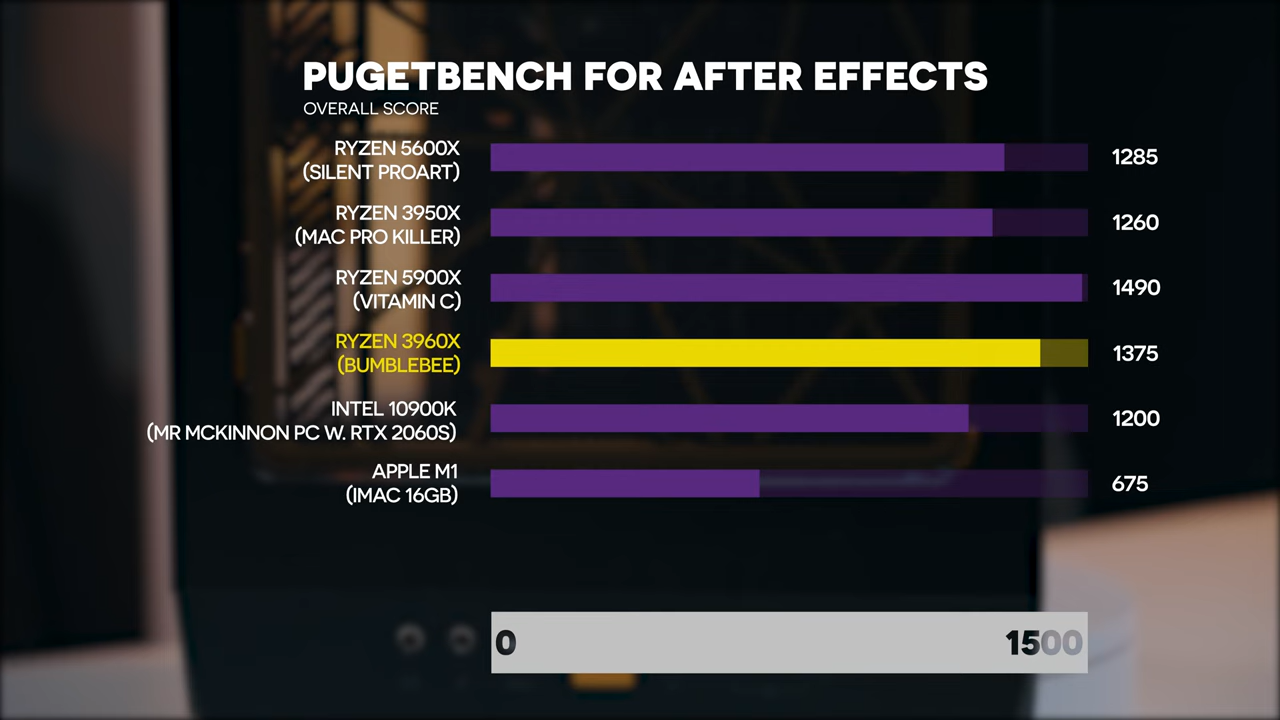 PUGETBENCH FOR AFTER EFFECTS
OVERALL SCORE
RYZEN 5600X
(SILENT PROART)
1285
RYZEN 3950X
(MAC PRO KILLER)
1260
RYZEN 5900X
(VITAMIN C)
1490
RYZEN 3960X
(BUMBLEBEE)
1375
INTEL 10900K
(MR MCKINNON PC W. RTX 2060S)
1200
APPLE M1
(IMAC 16GB)
675
0 1500